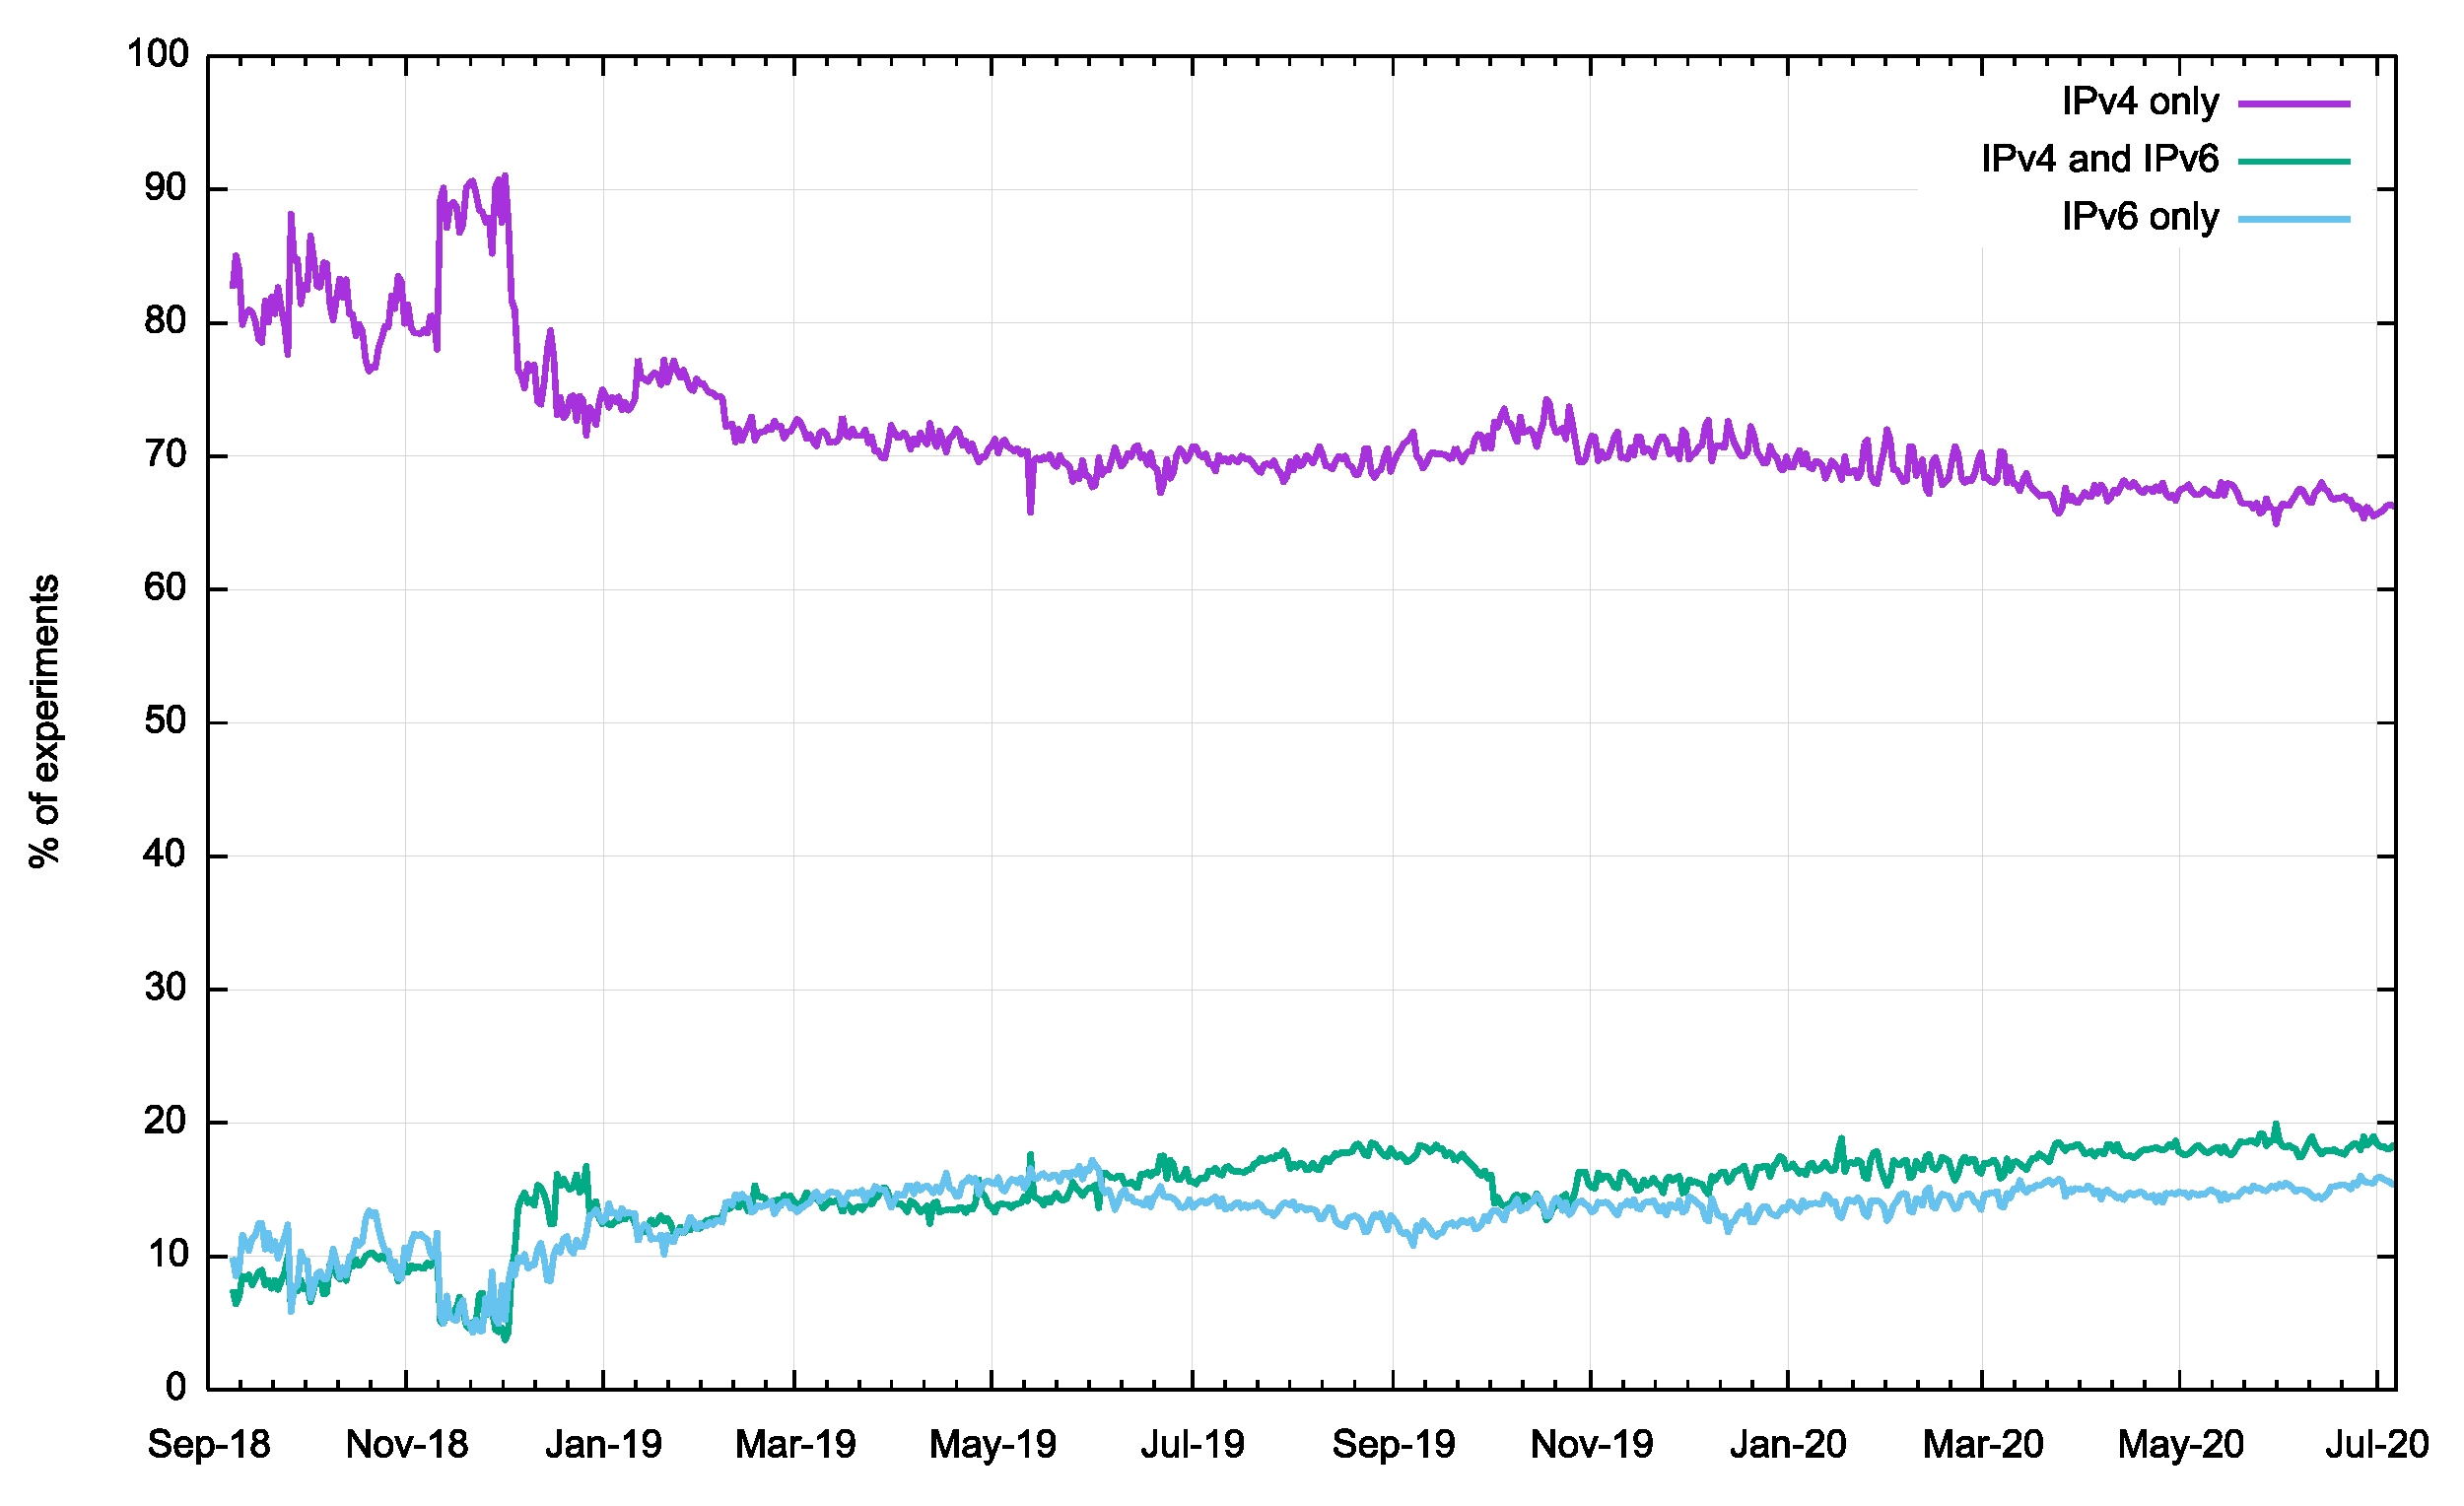 100
90
80
70
60
50
40
30
20
10
0
% of experiments
IPv4 only
IPv4 and IPv6
IPv6 only
Sep-18 Nov-18 Jan-19 Mar-19 May-19 Jul-19 Sep-19 Nov-19 Jan-20 Mar-20 May-20 Jul-20